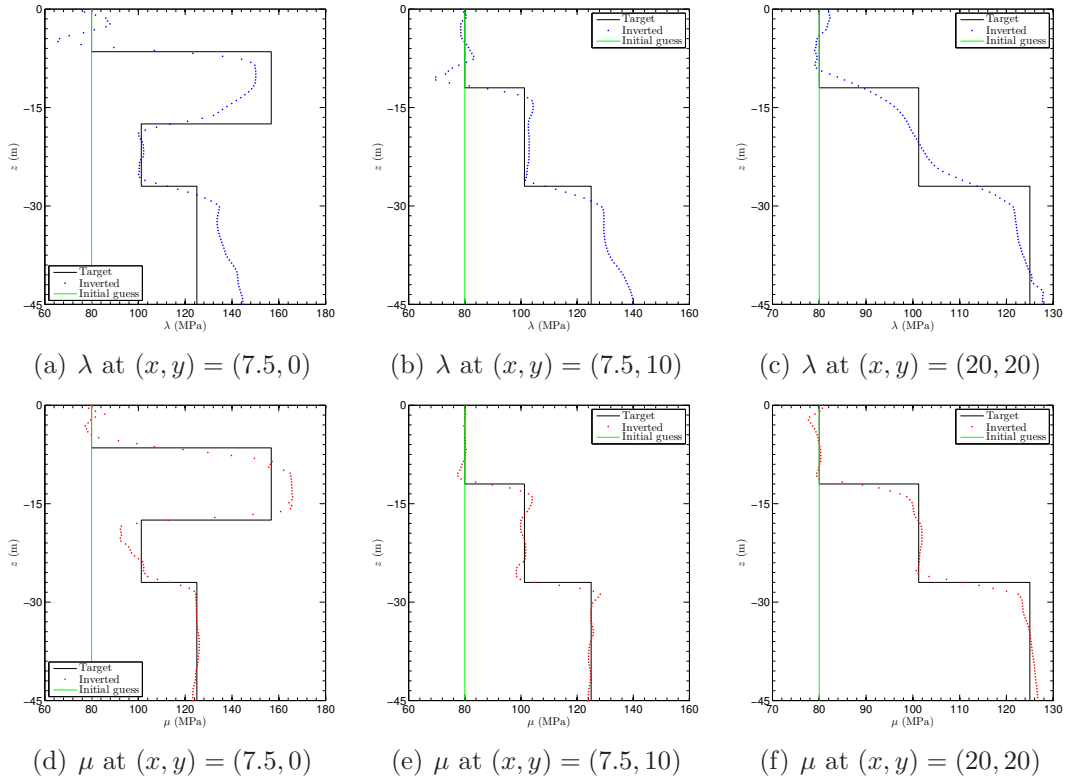 0
-15
-30
-45
z (m)
60 80 100 120 140 160 180
λ (MPa)
Target
Inverted
Initial guess
(a) λ at (x, y) = (7.5, 0)
0
-15
-30
-45
z (m)
60 80 100 120 140 160
λ (MPa)
Target
Inverted
Initial guess
(b) λ at (x, y) = (7.5, 10)
0
-15
-30
-45
z (m)
70 80 90 100 110 120 130
λ (MPa)
Target
Inverted
Initial guess
(c) λ at (x, y) = (20, 20)
0
-15
-30
-45
z (m)
60 80 100 120 140 160 180
μ (MPa)
Target
Inverted
Initial guess
(d) μ at (x, y) = (7.5, 0)
0
-15
-30
-45
z (m)
60 80 100 120 140 160
μ (MPa)
Target
Inverted
Initial guess
(e) μ at (x, y) = (7.5, 10)
0
-15
-30
-45
z (m)
70 80 90 100 110 120 130
μ (MPa)
Target
Inverted
Initial guess
(f) μ at (x, y) = (20, 20)